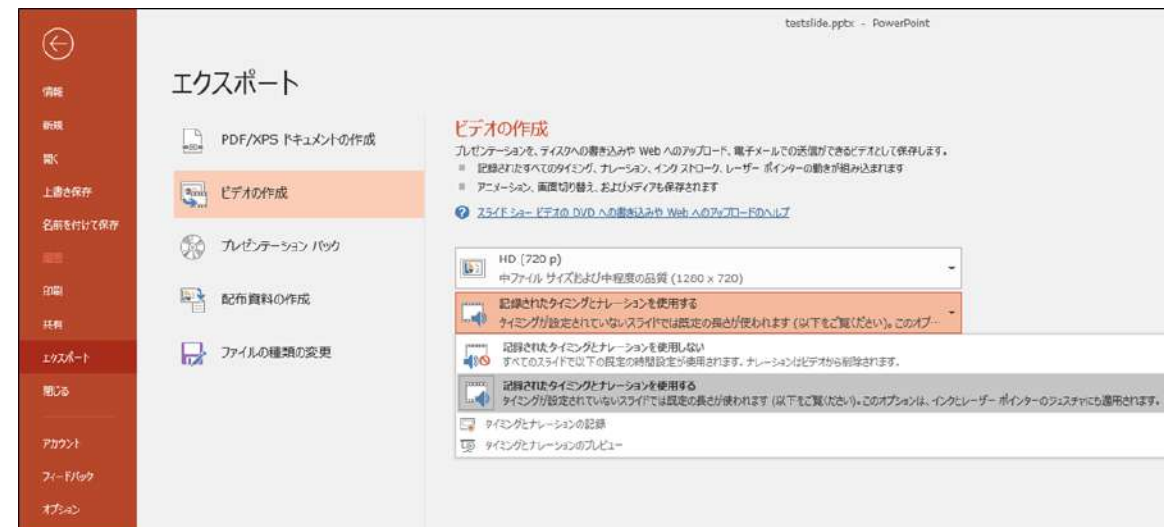 testslide.pptx - PowerPoint
情報
新規
開く
上書き保存
名前を付けて保存
履歴
印刷
共有
エクスポート
閉じる
アカウント
フィードバック
オプション
エクスポート
PDF/XPS ドキュメントの作成
ビデオの作成
プレゼンテーション パック
配布資料の作成
ファイルの種類の変更
ビデオの作成
プレゼンテーションを、ディスクへの書き込みや Web へのアップロード、電子メールでの送信ができるビデオとして保存します。
記録されたすべてのタイミング、ナレーション、インク ストローク、レーザー ポインターの動きが組み込まれます
アニメーション、画面切り替え、およびメディアも保存されます
スライド ショー ビデオの DVD への書き込みや Web へのアップロードのヘルプ
HD (720 p)
中ファイル サイズおよび中程度の品質 (1280 x 720)
記録されたタイミングとナレーションを使用する
タイミングが設定されていないスライドでは既定の長さが使われます (以下をご覧ください)。このオプ…
記録されたタイミングとナレーションを使用しない
すべてのスライドで以下の既定の時間設定が使用されます。ナレーションはビデオから削除されます。
記録されたタイミングとナレーションを使用する
タイミングが設定されていないスライドでは既定の長さが使われます (以下をご覧ください)。このオプションは、インクとレーザー ポインターのジェスチャにも適用されます。
タイミングとナレーションの記録
タイミングとナレーションのプレビュー